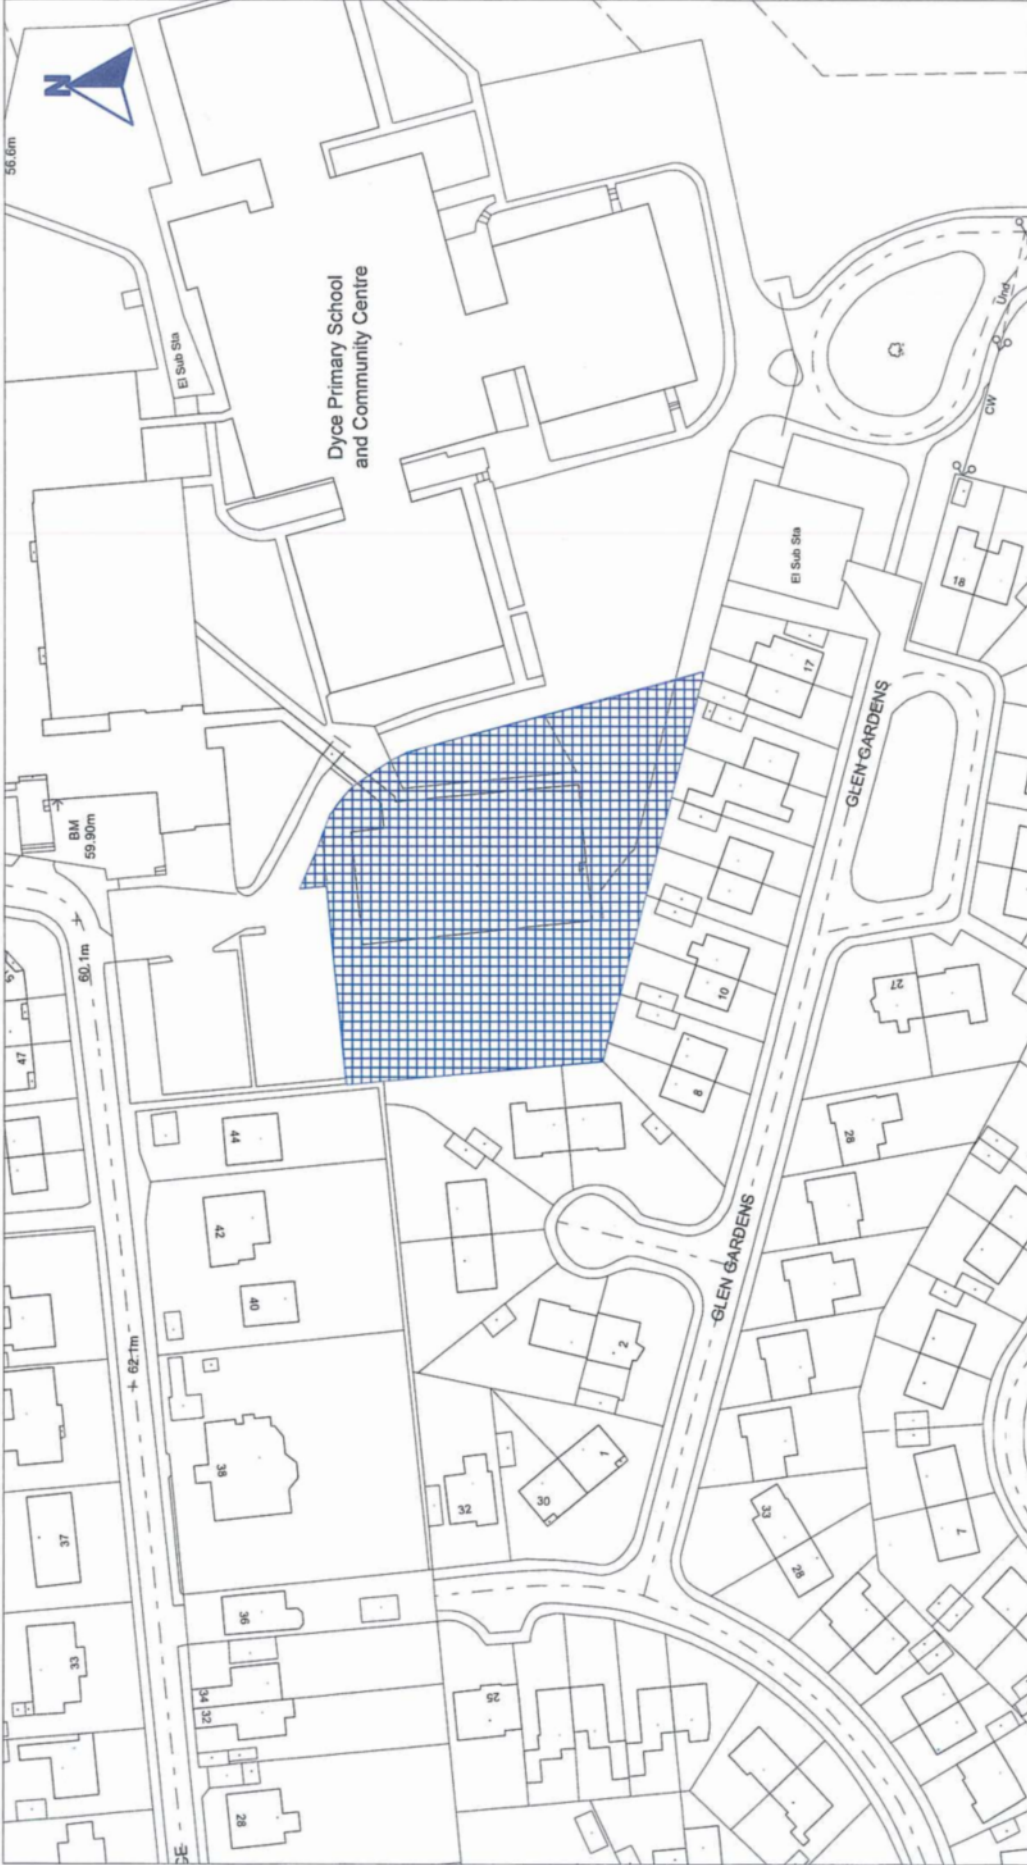 N
56.6m
El Sub Sta
Dyce Primary School
and Community Centre
Und
CW
El Sub Sta
18
17
GLEN GARDENS
BM
59.90m
60.1m
47
10
8
27
28
44
42
40
62.1m
GLEN GARDENS
2
38
1
30
32
33
28
7
37
36
33
34
32
25
28